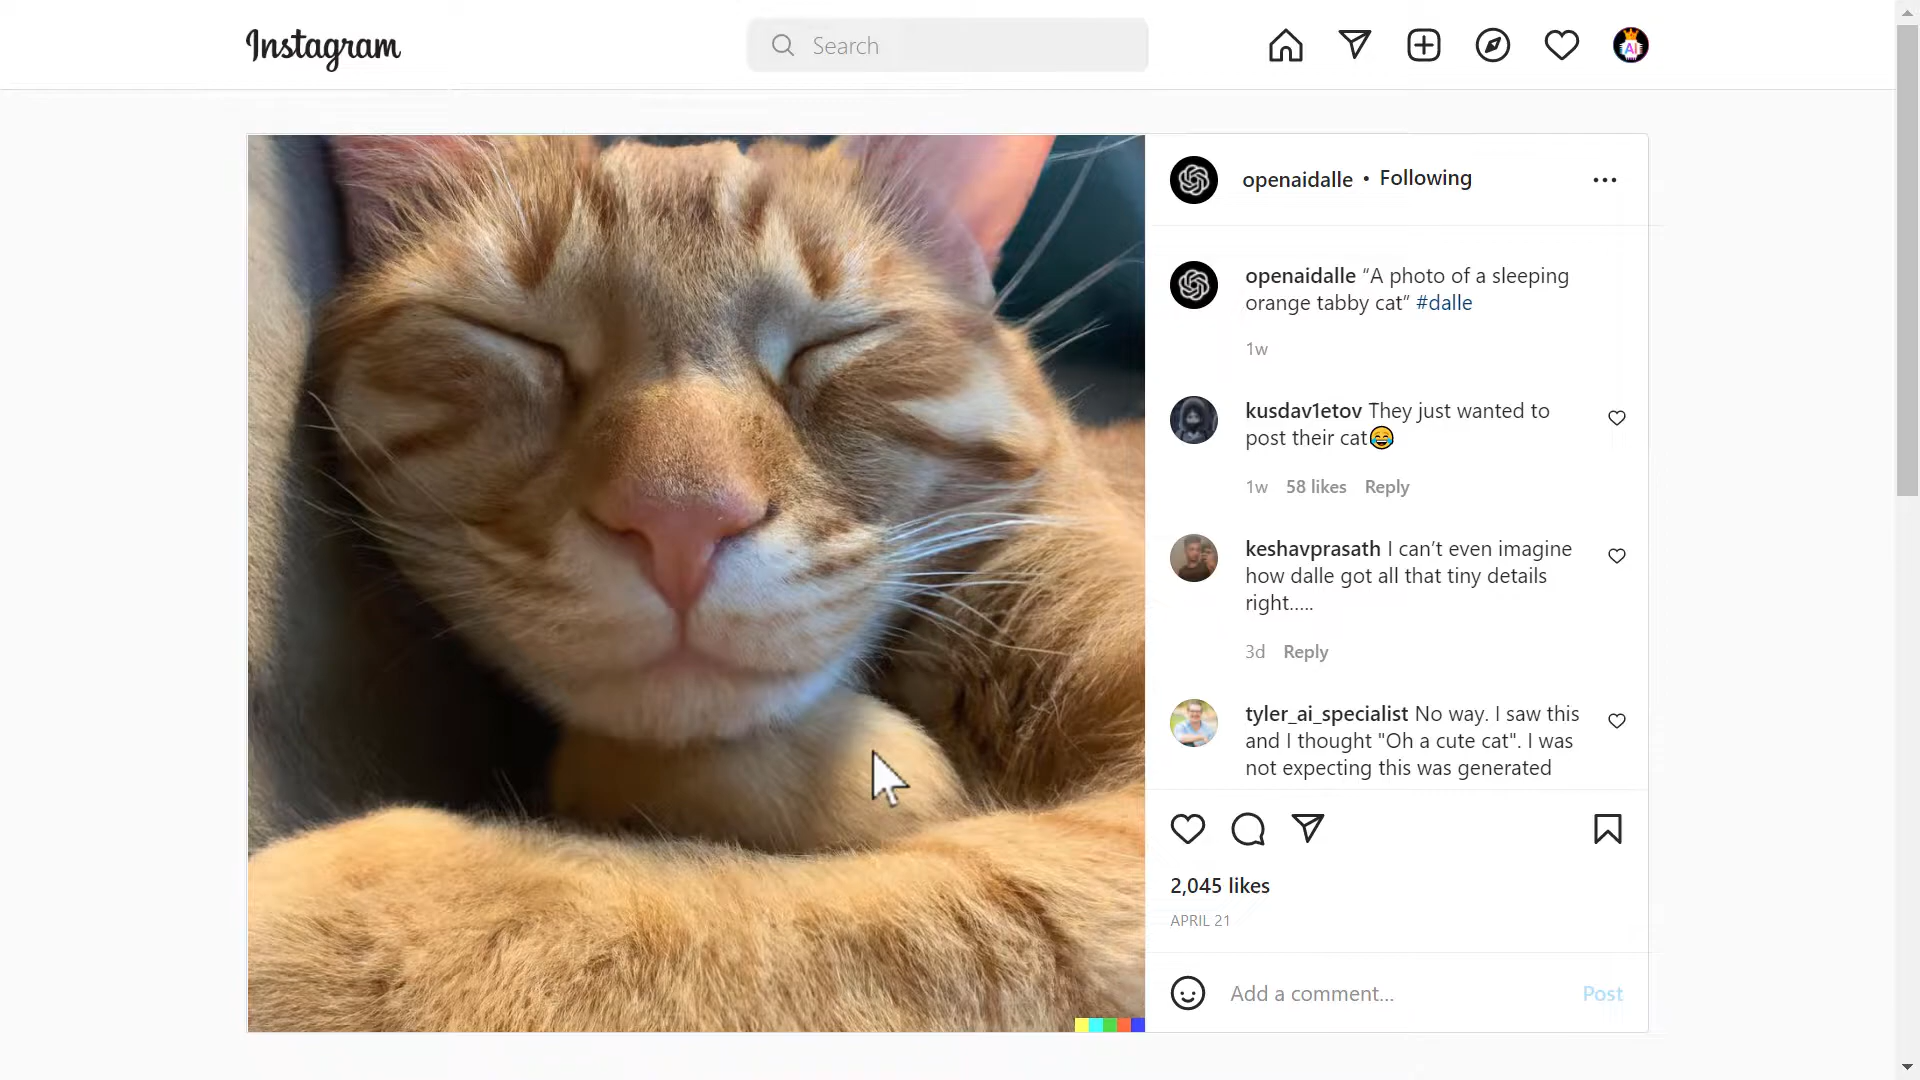 Instagram
Search
AI
openaidalle • Following
openaidalle “A photo of a sleeping
orange tabby cat” #dalle
1w
kusdav1etov They just wanted to
post their cat😂
1w 58 likes Reply
keshavprasath I can’t even imagine
how dalle got all that tiny details
right.....
3d Reply
tyler_ai_specialist No way. I saw this
and I thought "Oh a cute cat". I was
not expecting this was generated
2,045 likes
APRIL 21
Add a comment...
Post